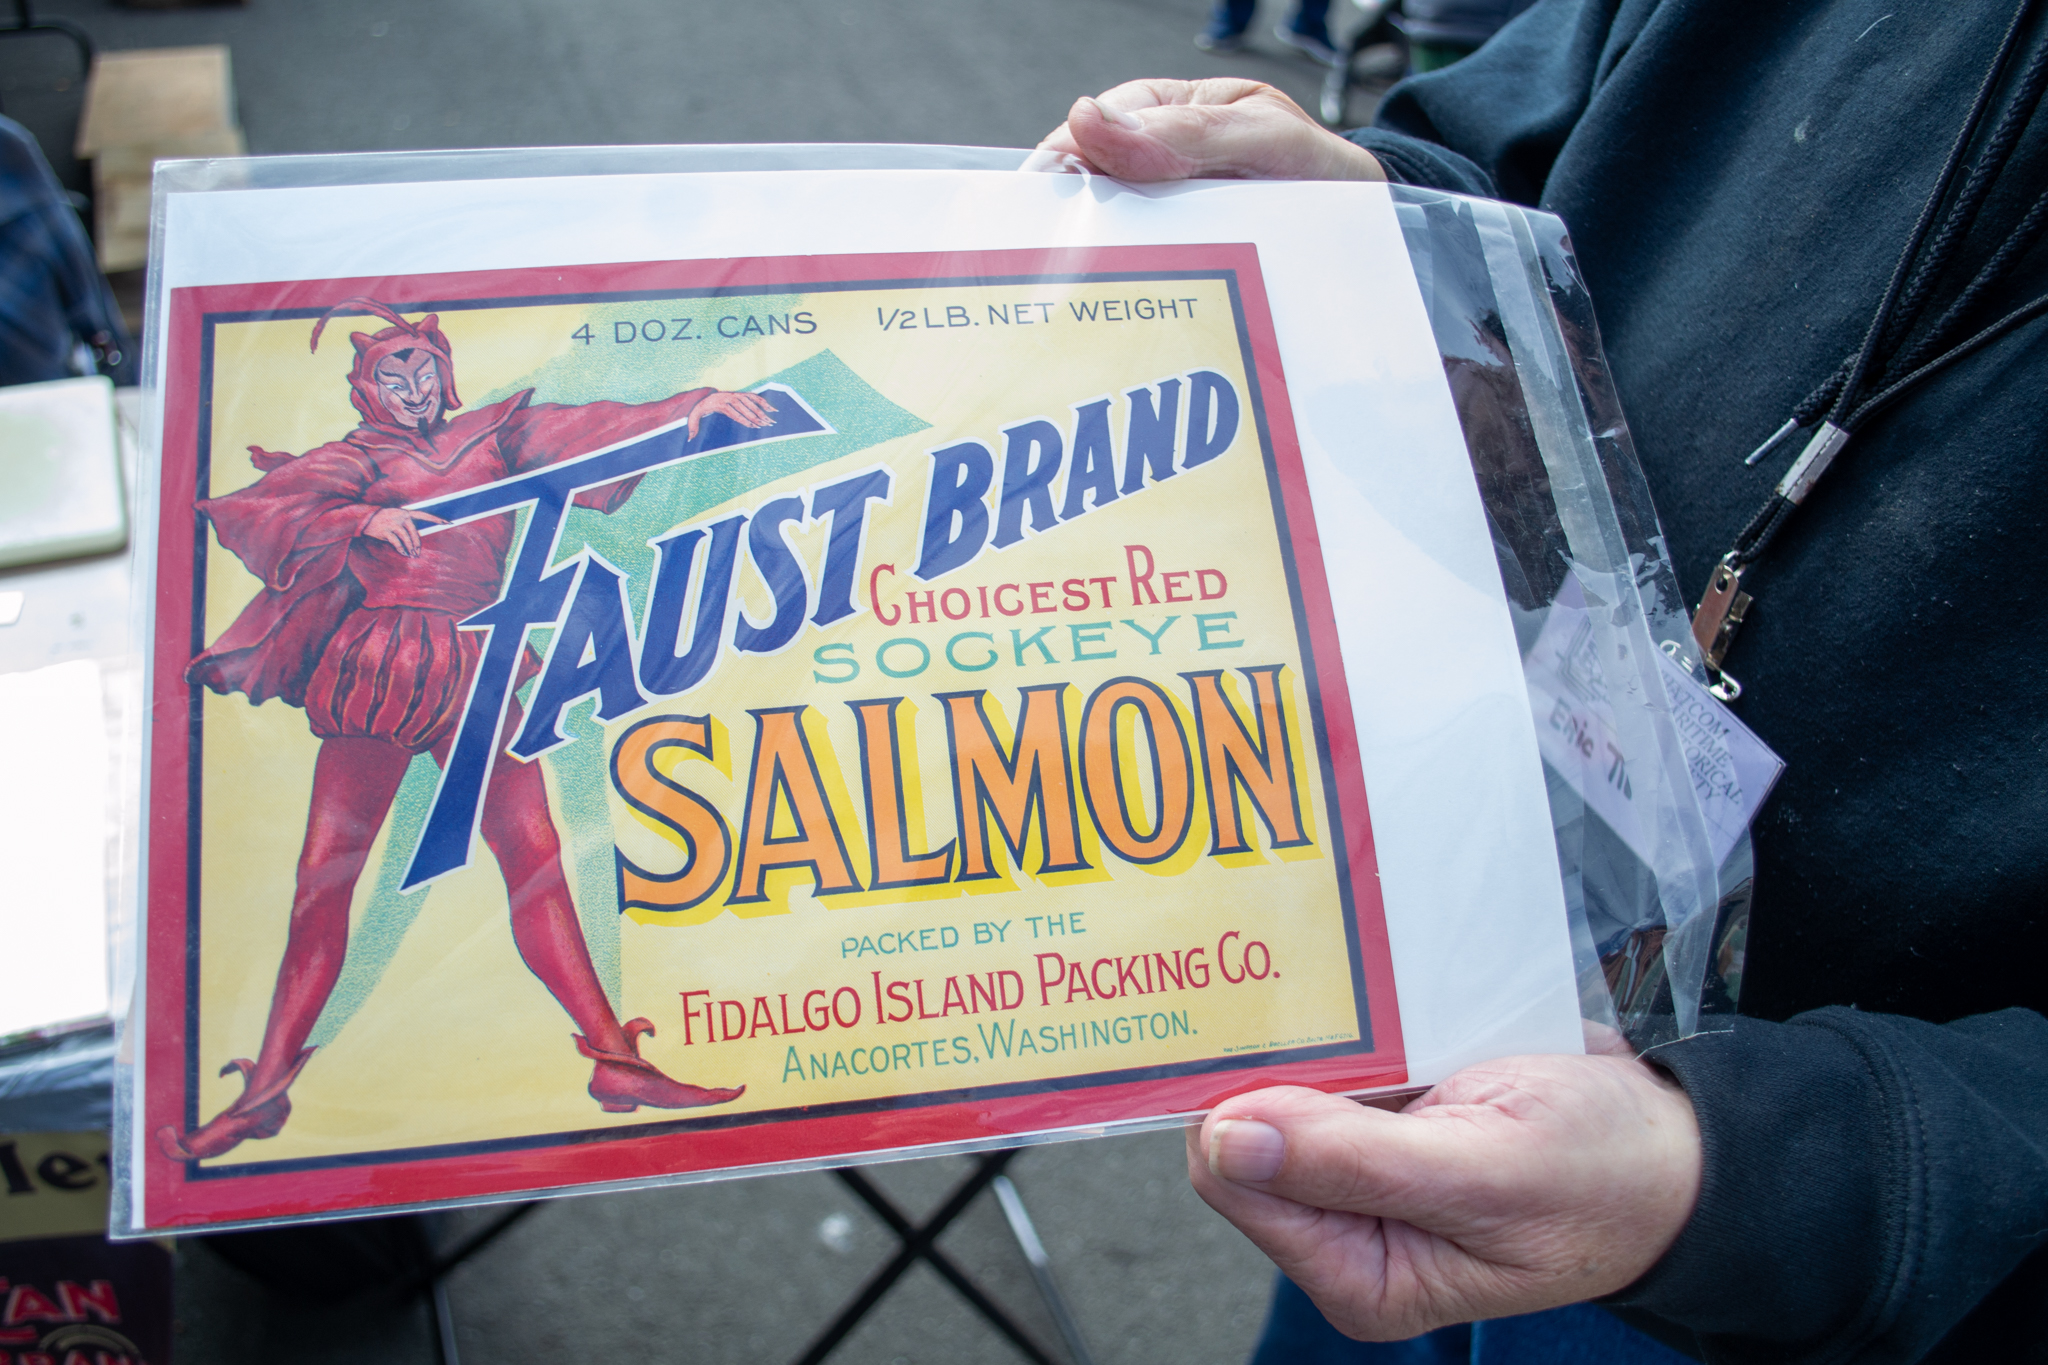 4 DOZ. CANS 1/2 LB. NET WEIGHT
FAUST BRAND
CHOICEST RED
SOCKEYE
SALMON
PACKED BY THE
FIDALGO ISLAND PACKING CO.
ANACORTES, WASHINGTON.